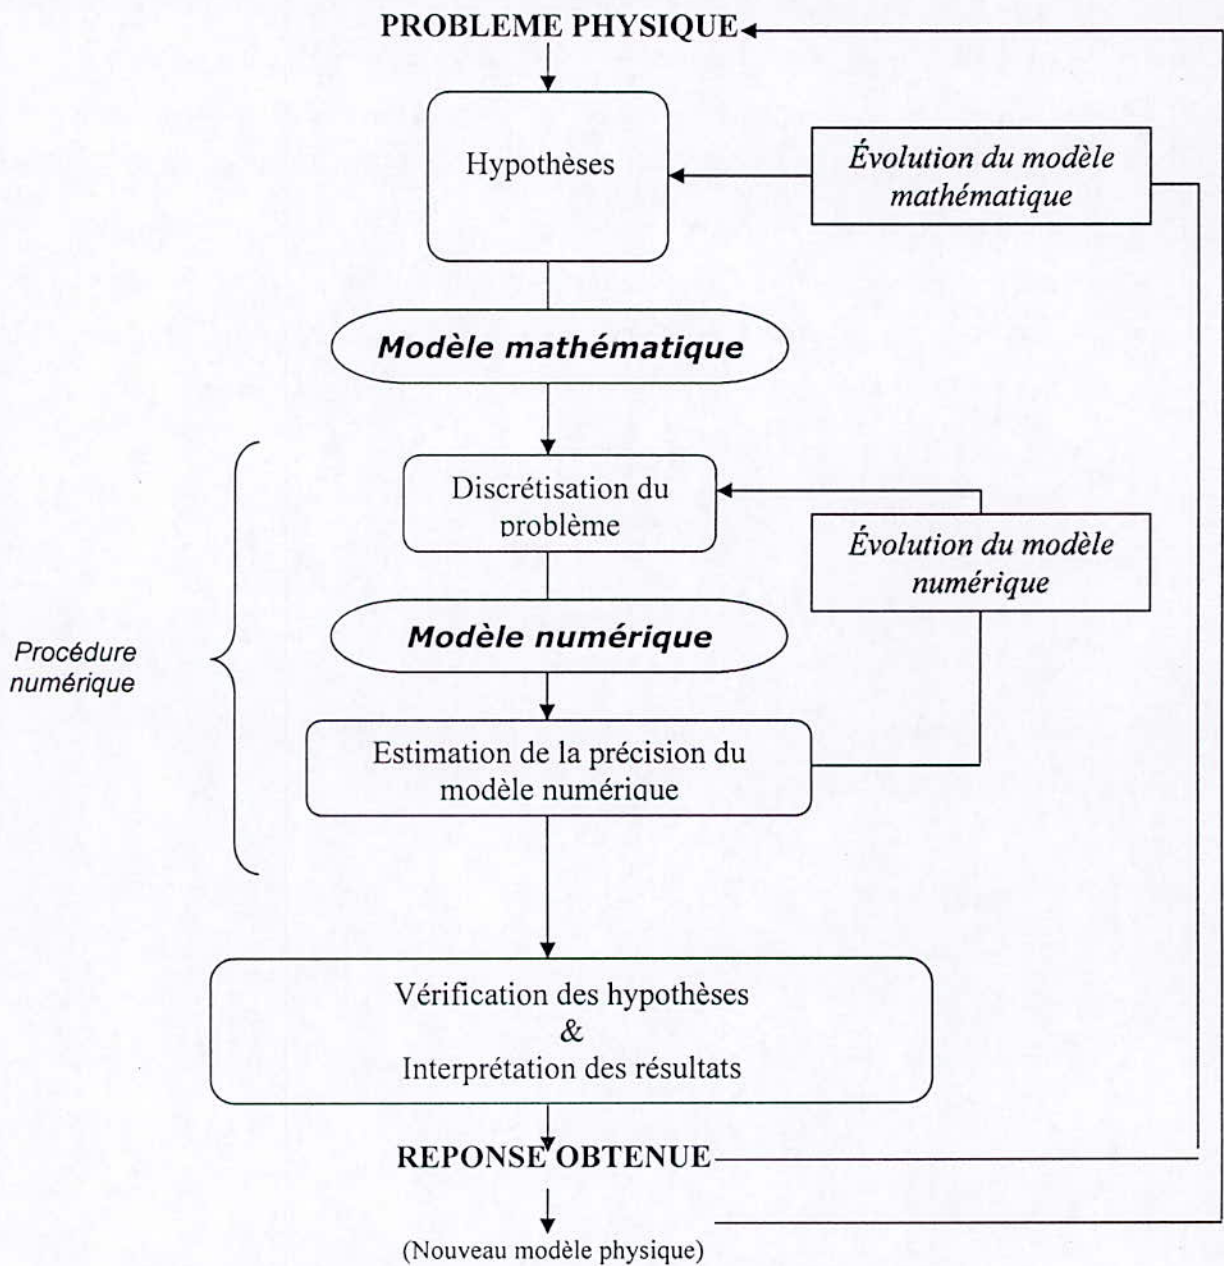 PROBLEME PHYSIQUE
Hypothèses
Évolution du modèle
mathématique
Modèle mathématique
Discrétisation du
problème
Évolution du modèle
numérique
Modèle numérique
Procédure
numérique
Estimation de la précision du
modèle numérique
Vérification des hypothèses
&
Interprétation des résultats
REPONSE OBTENUE
(Nouveau modèle physique)